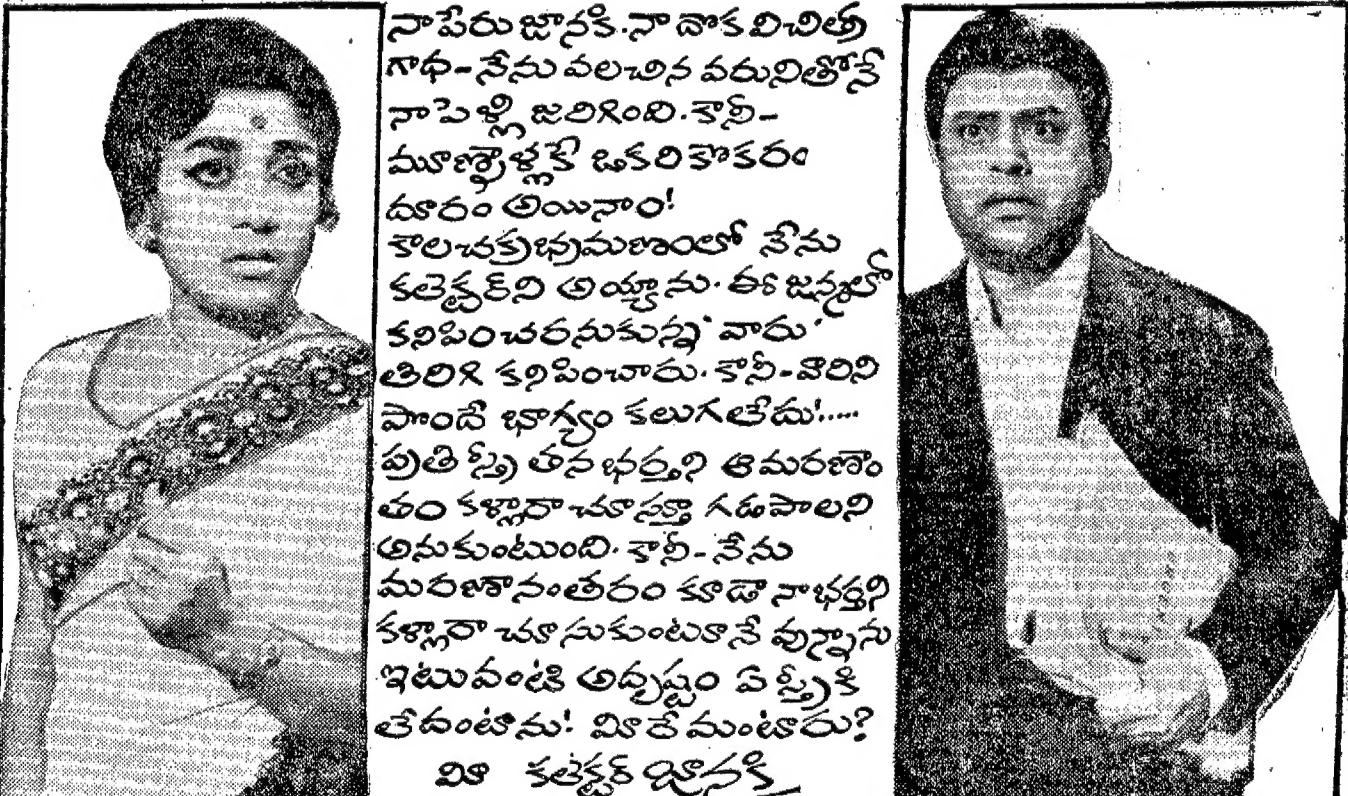 నాపేరు జానకి. నా దొక విచిత్ర
గాధ - నేను వలచిన వరునితోనే
నా పెళ్ళి జరిగింది. కానీ -
మూణ్ణాళ్లకే ఒకరి కొకరం
దూరం అయినాం!
కాలచక్రభ్రమణంలో నేను
కలెక్టర్‌ని అయ్యాను. ఈ జన్మలో
కనిపించరనుకున్న 'వారు'
తిరిగి కనిపించారు. కానీ - వారిని
పొందే భాగ్యం కలుగలేదు!.....
ప్రతి స్త్రీ తన భర్తని ఆమరణాం
తం కళ్ళారా చూస్తూ గడపాలని
అనుకుంటుంది. కానీ - నేను
మరణానంతరం కూడా నాభర్తని
కళ్ళారా చూసుకుంటూనే వున్నాను
ఇటువంటి అదృష్టం ఏ స్త్రీకి
లేదంటాను! మీరేమంటారు?
మీ కలెక్టర్ జానకి